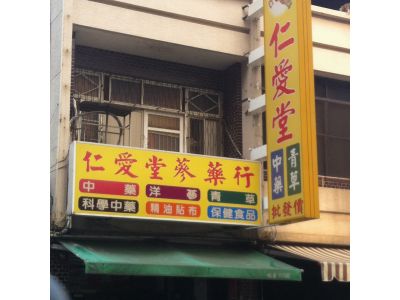 仁愛堂蔘藥行
中藥 洋蔘 青草
科學中藥 精油貼布 保健食品
仁愛堂
中藥 青草
批發價